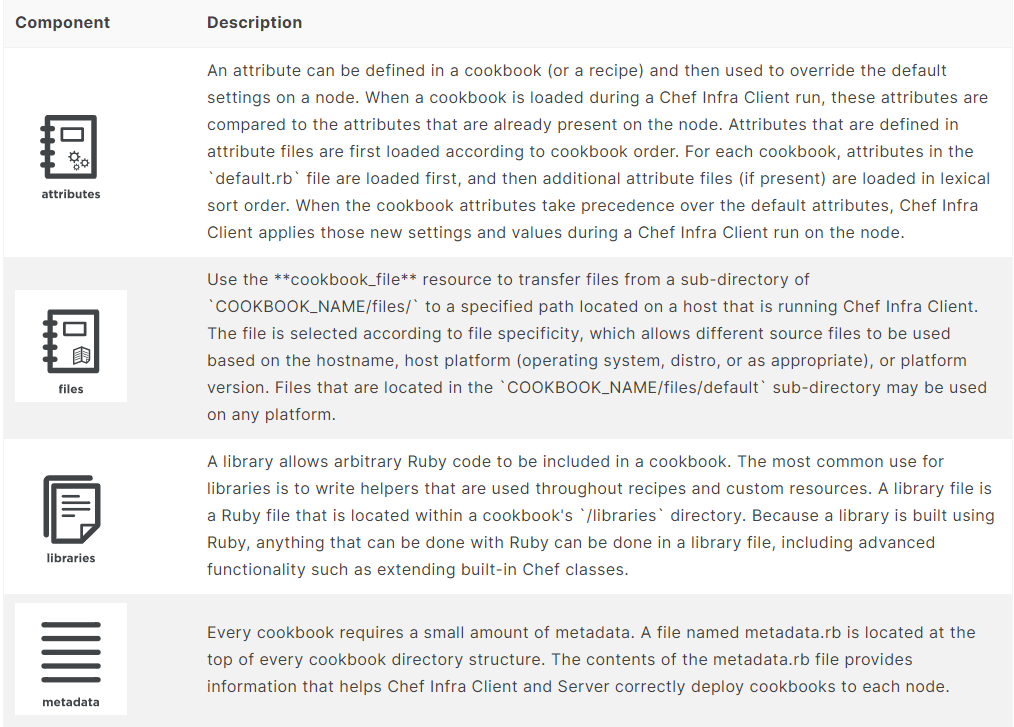 Component Description
An attribute can be defined in a cookbook (or a recipe) and then used to override the default
settings on a node. When a cookbook is loaded during a Chef Infra Client run, these attributes are
compared to the attributes that are already present on the node. Attributes that are defined in
attribute files are first loaded according to cookbook order. For each cookbook, attributes in the
`default.rb` file are loaded first, and then additional attribute files (if present) are loaded in lexical
sort order. When the cookbook attributes take precedence over the default attributes, Chef Infra
Client applies those new settings and values during a Chef Infra Client run on the node.
attributes
Use the **cookbook_file** resource to transfer files from a sub-directory of
`COOKBOOK_NAME/files/` to a specified path located on a host that is running Chef Infra Client.
The file is selected according to file specificity, which allows different source files to be used
based on the hostname, host platform (operating system, distro, or as appropriate), or platform
version. Files that are located in the `COOKBOOK_NAME/files/default` sub-directory may be used
on any platform.
files
A library allows arbitrary Ruby code to be included in a cookbook. The most common use for
libraries is to write helpers that are used throughout recipes and custom resources. A library file is
a Ruby file that is located within a cookbook's `/libraries` directory. Because a library is built using
Ruby, anything that can be done with Ruby can be done in a library file, including advanced
functionality such as extending built-in Chef classes.
libraries
Every cookbook requires a small amount of metadata. A file named metadata.rb is located at the
top of every cookbook directory structure. The contents of the metadata.rb file provides
information that helps Chef Infra Client and Server correctly deploy cookbooks to each node.
metadata